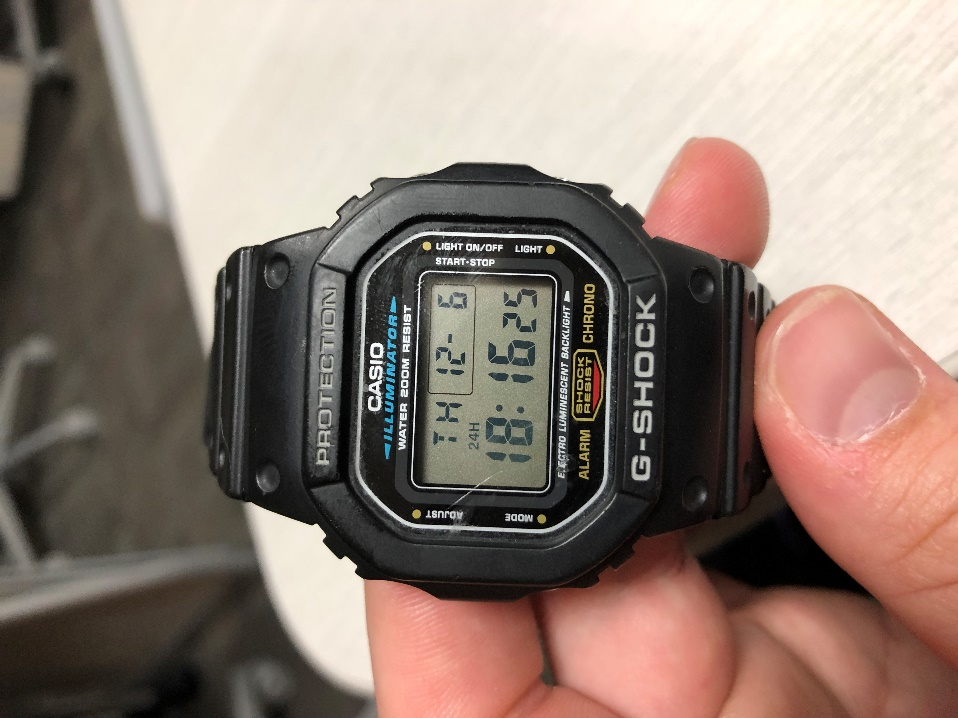 PROTECTION
CASIO
ILLUMINATOR
WATER 200M RESIST
LIGHT ON/OFF LIGHT
START·STOP
TH 12- 6
24H
18:16 25
ADJUST
MODE
ELECTRO LUMINESCENT BACKLIGHT
ALARM SHOCK RESIST CHRONO
G-SHOCK